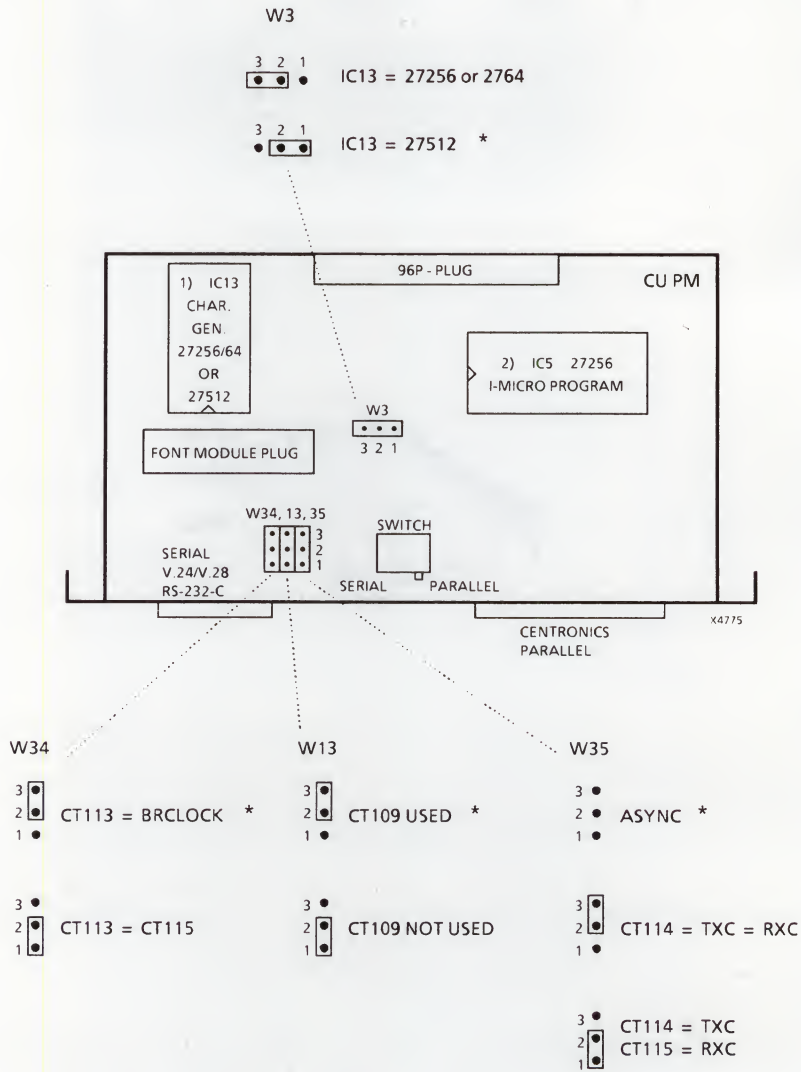 W3
3 2 1
IC13 = 27256 or 2764
3 2 1
IC13 = 27512 *
96P - PLUG
CU PM
1) IC13
CHAR.
GEN.
27256/64
OR
27512
2) IC5 27256
I-MICRO PROGRAM
W3
3 2 1
FONT MODULE PLUG
W34, 13, 35
3
2
1
SWITCH
SERIAL
V.24/V.28
RS-232-C
SERIAL PARALLEL
X4775
CENTRONICS
PARALLEL
W34
3
2
1
CT113 = BRCLOCK *
3
2
1
CT113 = CT115
W13
3
2
1
CT109 USED *
3
2
1
CT109 NOT USED
W35
3
2
1
ASYNC *
3
2
1
CT114 = TXC = RXC
3
2
1
CT114 = TXC
CT115 = RXC